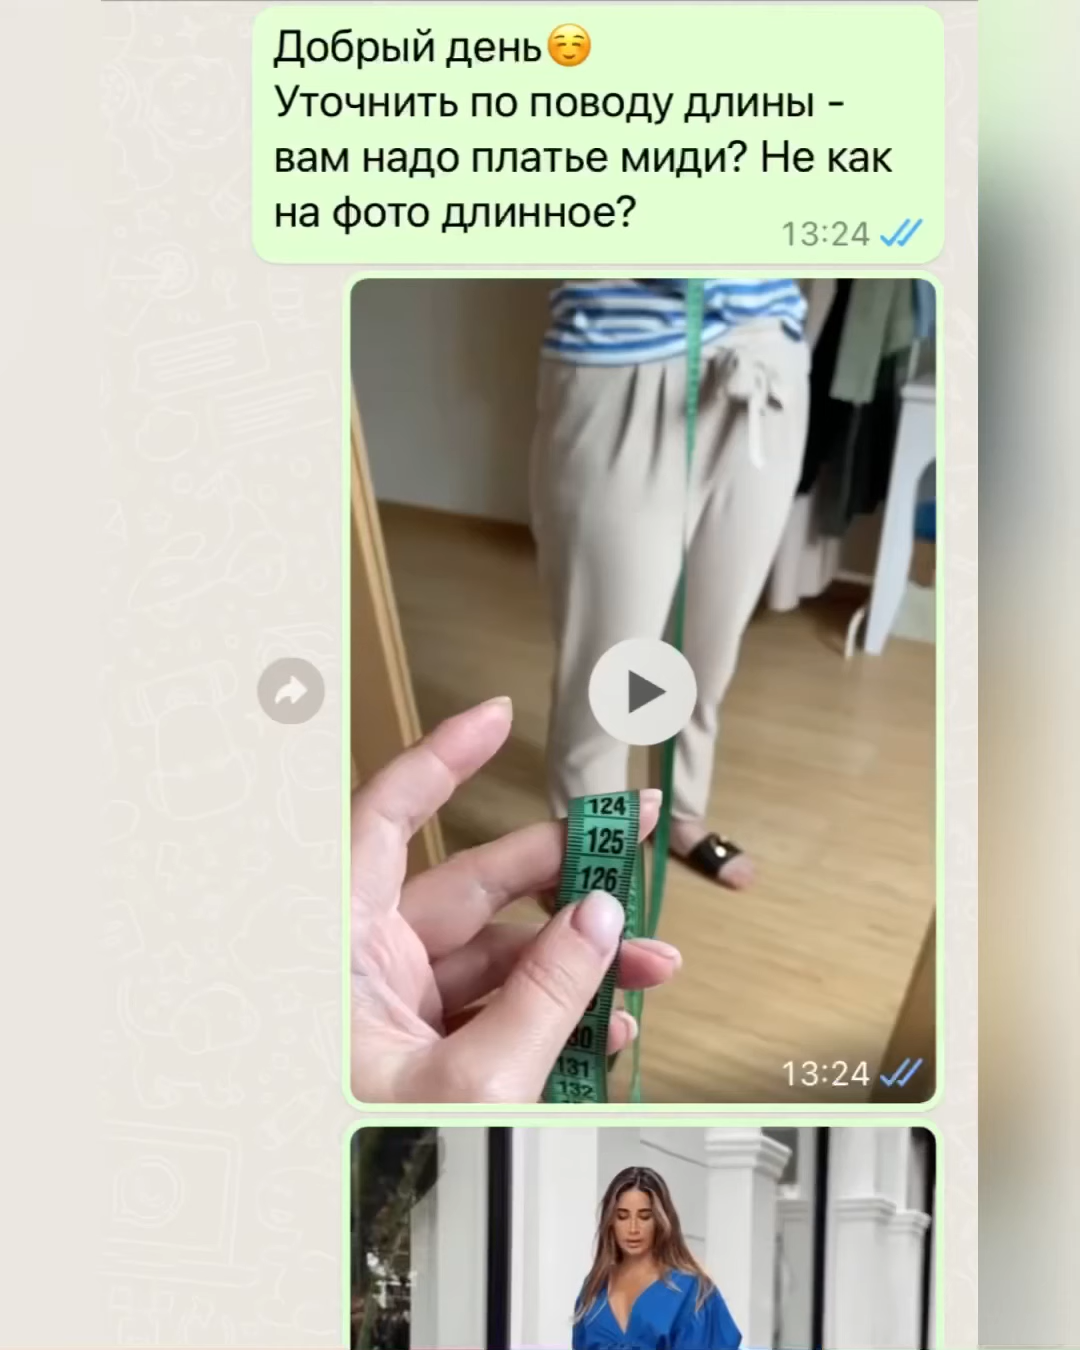 Добрый день☺️
Уточнить по поводу длины -
вам надо платье миди? Не как
на фото длинное?
13:24
124
125
126
131
132
13:24